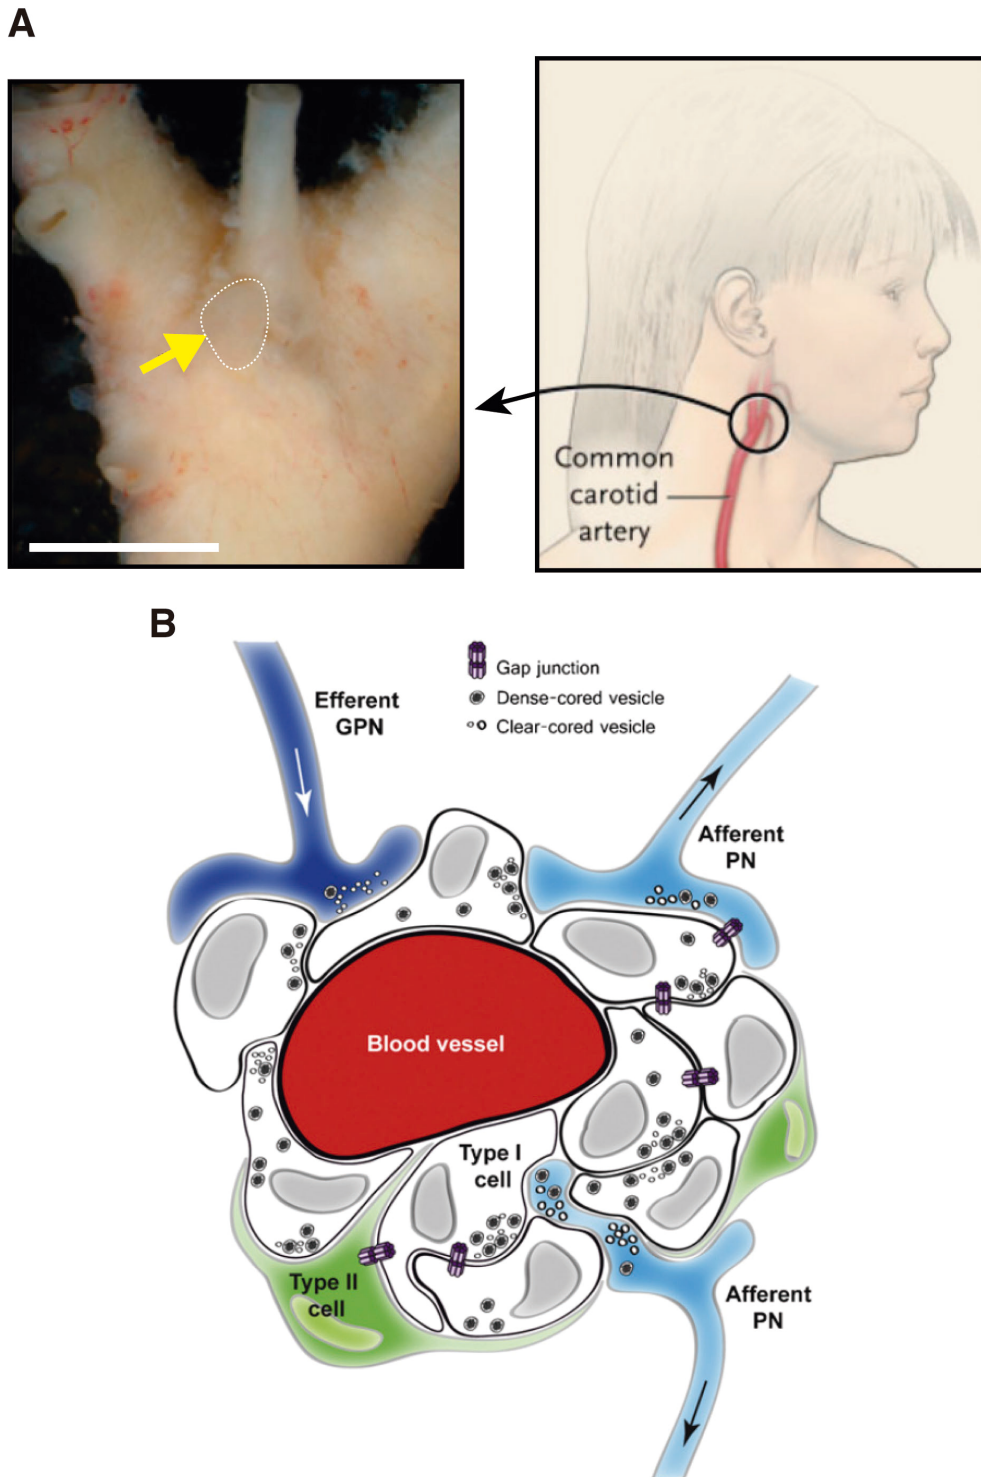 A
Common
carotid
artery
B
Gap junction
Dense-cored vesicle
Clear-cored vesicle
Efferent
GPN
Afferent
PN
Blood vessel
Type I
cell
Type II
cell
Afferent
PN